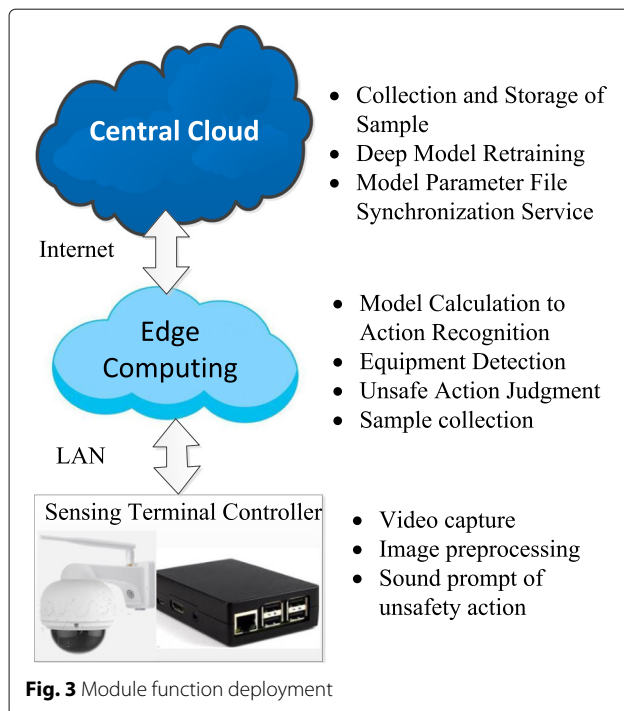 Central Cloud
• Collection and Storage of
Sample
• Deep Model Retraining
• Model Parameter File
Synchronization Service
Internet
Edge
Computing
• Model Calculation to
Action Recognition
• Equipment Detection
• Unsafe Action Judgment
• Sample collection
LAN
Sensing Terminal Controller
• Video capture
• Image preprocessing
• Sound prompt of
unsafety action
Fig. 3 Module function deployment